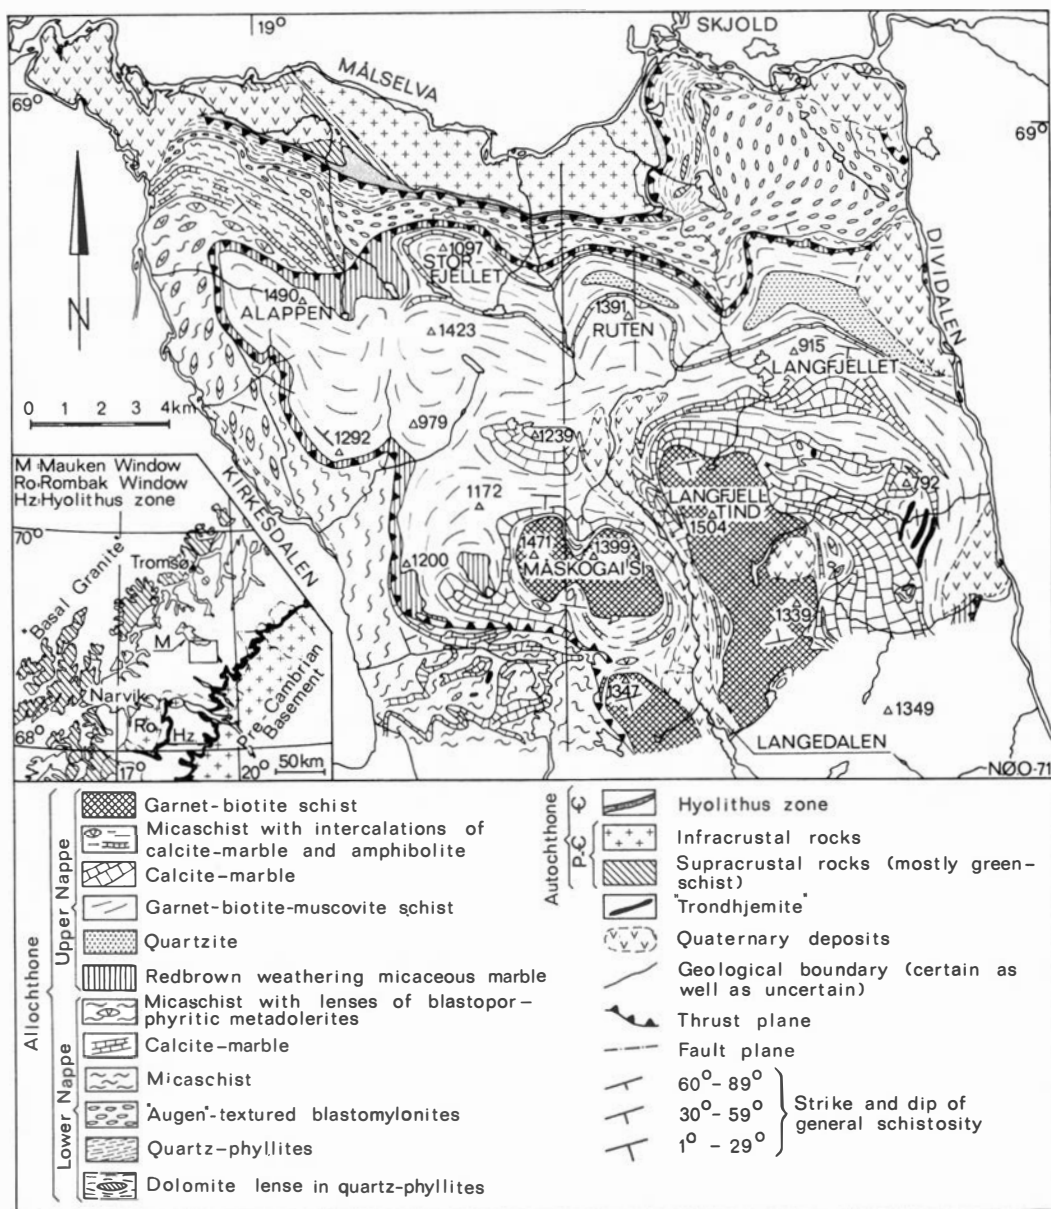 19°
SKJOLD
MÅLSELVA
69°
69°
N
1097
STOR
FJELLET
1490
ALAPPEN
1423
1391
RUTEN
DIVIDALEN
915
LANGFJELLET
0 1 2 3 4km
979
1292
1239
792
M :Mauken Window
Ro:Rombak Window
Hz:Hyolithus zone
KIRKESDALEN
1172
LANGFJELL
TIND
1504
1471
1399
MÅSKOGAISI
1200
1339
1347
1349
LANGEDALEN
NØO-71
70°
Tromsø
"Basal Granite"
M
Narvik
Ro
Hz
Pre-Cambrian
Basement
68°
17°
20°
50km
Allochthone
Upper Nappe
Garnet-biotite schist
Micaschist with intercalations of
calcite-marble and amphibolite
Calcite-marble
Garnet-biotite-muscovite schist
Quartzite
Redbrown weathering micaceous marble
Lower Nappe
Micaschist with lenses of blastopor-
phyritic metadolerites
Calcite-marble
Micaschist
"Augen"-textured blastomylonites
Quartz-phyllites
Dolomite lense in quartz-phyllites
Autochthone
Є
P-Є
Hyolithus zone
Infracrustal rocks
Supracrustal rocks (mostly green-
schist)
"Trondhjemite"
Quaternary deposits
Geological boundary (certain as
well as uncertain)
Thrust plane
Fault plane
60°-89°
30°-59°
1°-29°
Strike and dip of
general schistosity